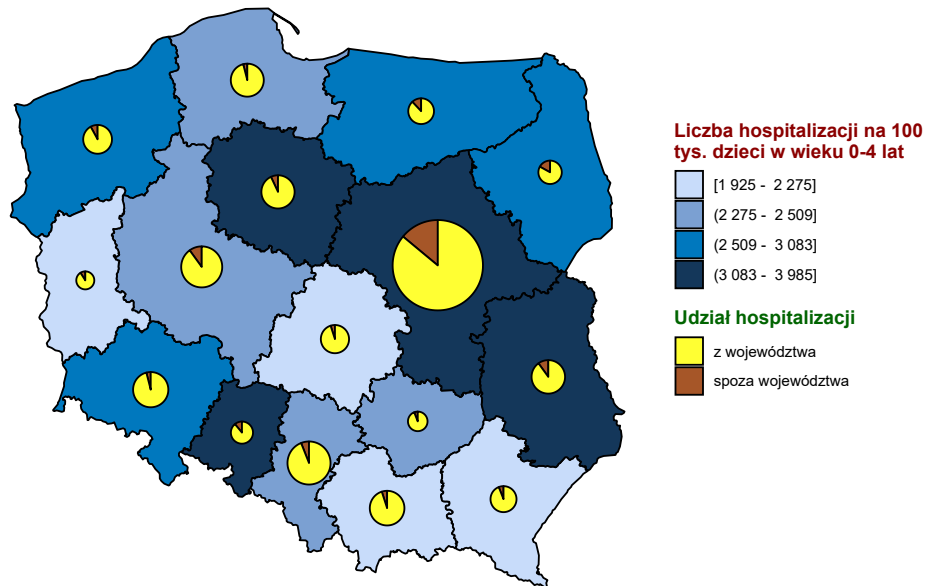 Liczba hospitalizacji na 100
tys. dzieci w wieku 0-4 lat
[1 925 - 2 275]
(2 275 - 2 509]
(2 509 - 3 083]
(3 083 - 3 985]
Udział hospitalizacji
z województwa
spoza województwa